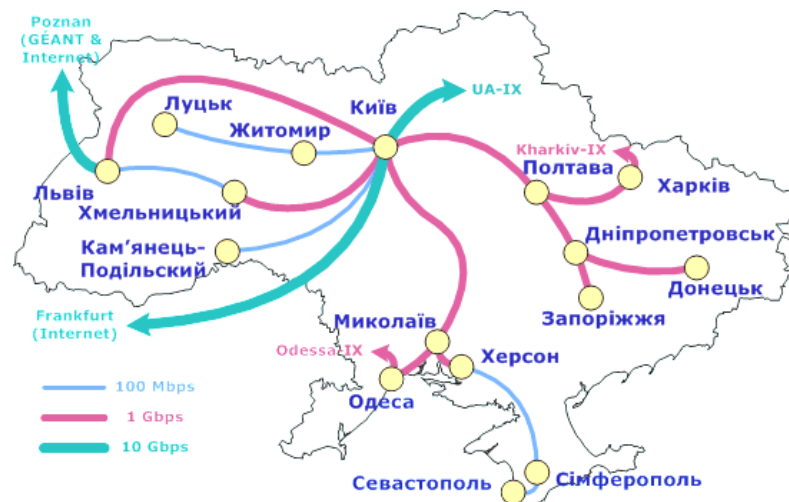 Poznan
(GÉANT &
Internet)
Луцьк
Київ
UA-IX
Житомир
Kharkiv-IX
Полтава
Харків
Львів
Хмельницький
Кам’янець-
Подільский
Дніпропетровськ
Донецьк
Запоріжжя
Frankfurt
(Internet)
Миколаїв
Odessa-IX
Херсон
Одеса
100 Mbps
1 Gbps
10 Gbps
Севастополь
Сімферополь